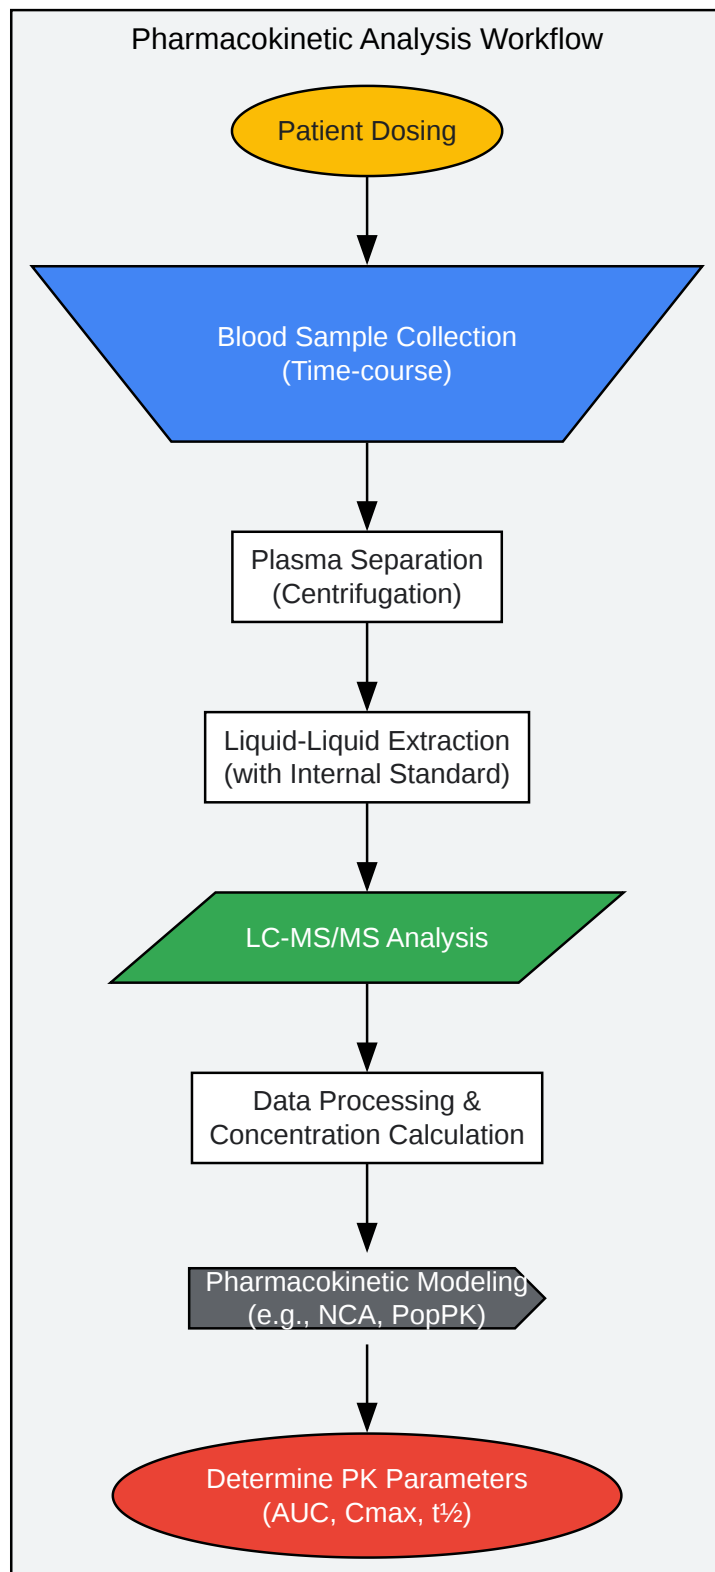 Pharmacokinetic Analysis Workflow
Patient Dosing
Blood Sample Collection
(Time-course)
Plasma Separation
(Centrifugation)
Liquid-Liquid Extraction
(with Internal Standard)
LC-MS/MS Analysis
Data Processing &
Concentration Calculation
Pharmacokinetic Modeling
(e.g., NCA, PopPK)
Determine PK Parameters
(AUC, Cmax, t½)